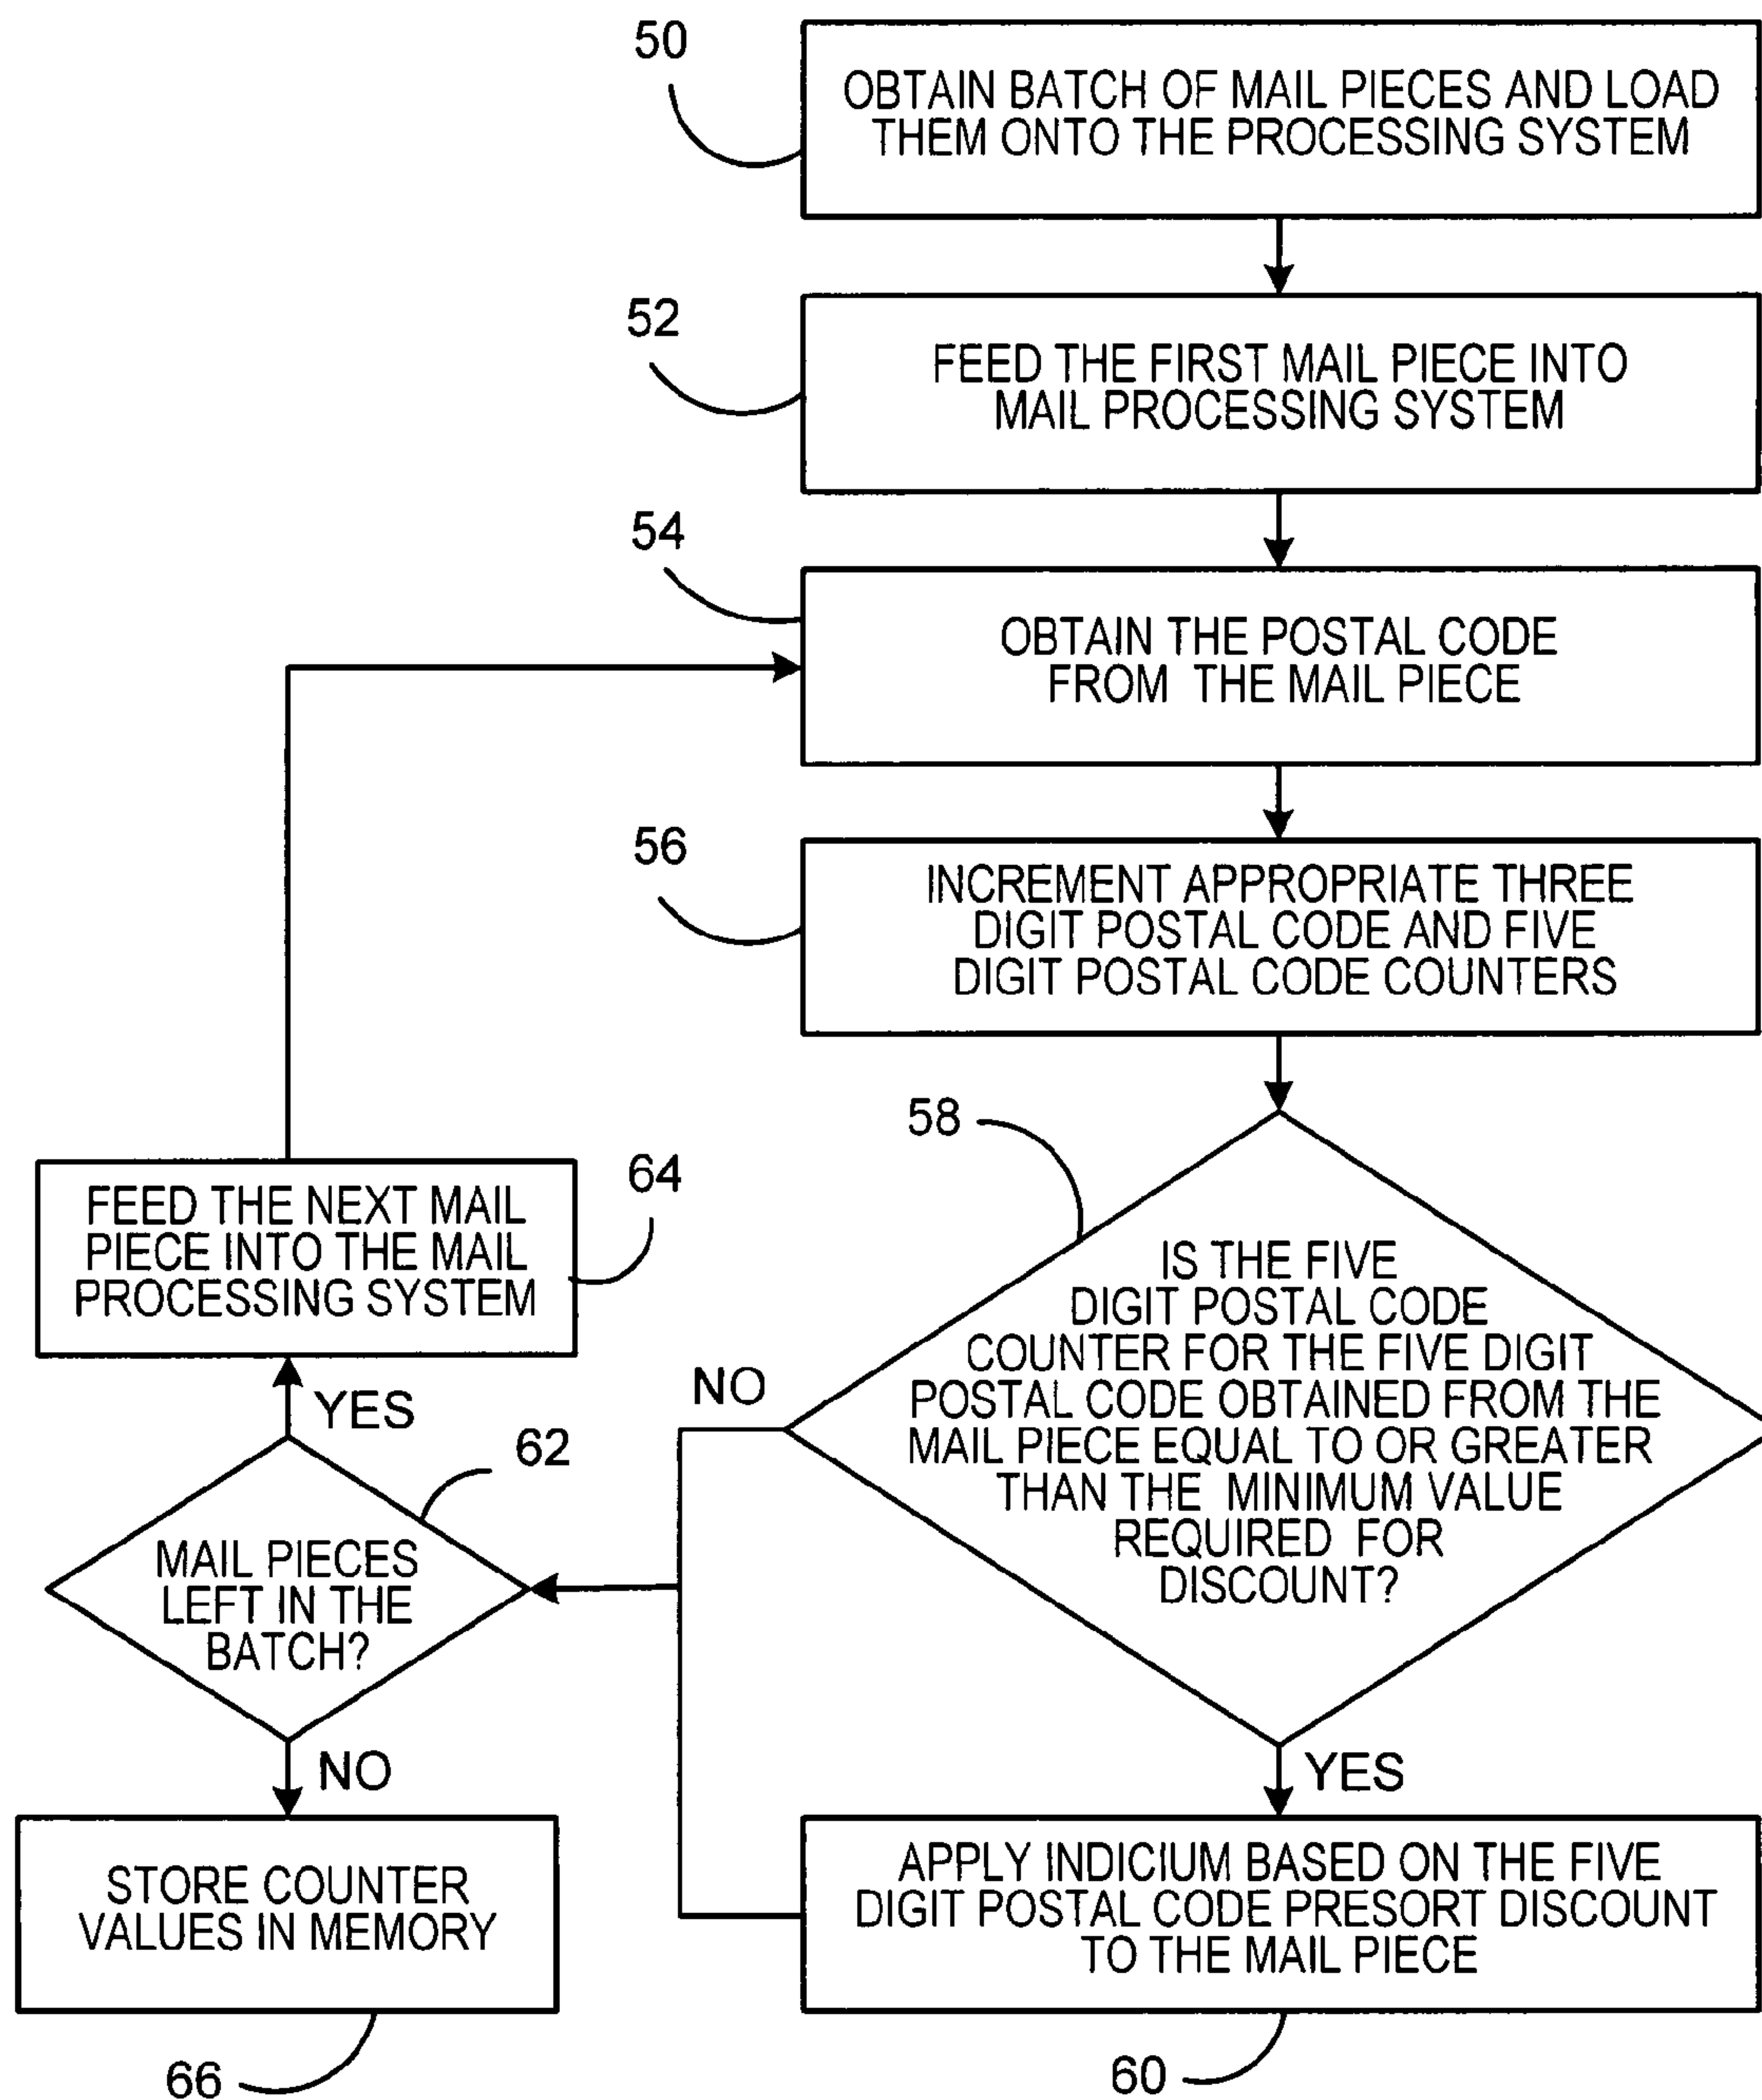 50
OBTAIN BATCH OF MAIL PIECES AND LOAD
THEM ONTO THE PROCESSING SYSTEM
52
FEED THE FIRST MAIL PIECE INTO
MAIL PROCESSING SYSTEM
54
OBTAIN THE POSTAL CODE
FROM THE MAIL PIECE
56
INCREMENT APPROPRIATE THREE
DIGIT POSTAL CODE AND FIVE
DIGIT POSTAL CODE COUNTERS
58
IS THE FIVE
DIGIT POSTAL CODE
COUNTER FOR THE FIVE DIGIT
POSTAL CODE OBTAINED FROM THE
MAIL PIECE EQUAL TO OR GREATER
THAN THE MINIMUM VALUE
REQUIRED FOR
DISCOUNT?
NO
YES
APPLY INDICIUM BASED ON THE FIVE
DIGIT POSTAL CODE PRESORT DISCOUNT
TO THE MAIL PIECE
60
62
MAIL PIECES
LEFT IN THE
BATCH?
YES
64
FEED THE NEXT MAIL
PIECE INTO THE MAIL
PROCESSING SYSTEM
NO
STORE COUNTER
VALUES IN MEMORY
66